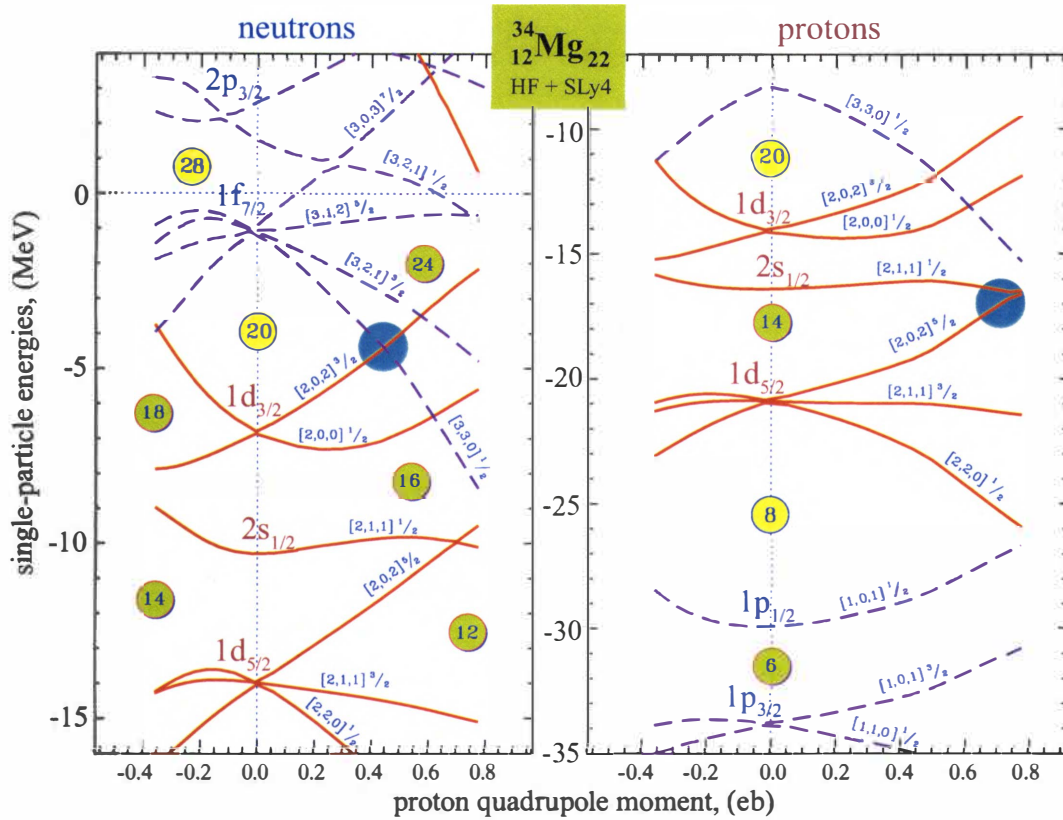 neutrons
³⁴₁₂Mg₂₂
HF + SLy4
protons
single-particle energies, (MeV)
0
-5
-10
-15
2p3/2
28
1f7/2
[3,0,3] 7/2
[3,2,1] 1/2
[3,1,2] 5/2
24
[3,2,1] 3/2
20
[2,0,2] 3/2
1d3/2
18
[2,0,0] 1/2
[3,3,0] 1/2
16
2s1/2
[2,1,1] 1/2
[2,0,2] 5/2
14
12
1d5/2
[2,1,1] 3/2
[2,2,0] 1/2
-0.4 -0.2 0.0 0.2 0.4 0.6 0.8
-10
-15
-20
-25
-30
-35
[3,3,0] 1/2
20
1d3/2
[2,0,2] 3/2
[2,0,0] 1/2
2s1/2
[2,1,1] 1/2
14
[2,0,2] 5/2
1d5/2
[2,1,1] 3/2
[2,2,0] 1/2
8
1p1/2
[1,0,1] 1/2
6
1p3/2
[1,0,1] 3/2
[1,1,0] 1/2
-0.4 -0.2 0.0 0.2 0.4 0.6 0.8
proton quadrupole moment, (eb)